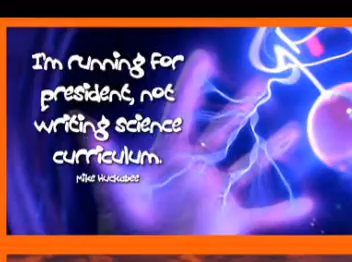 I'm running for
president, not
writing science
curriculum.
Mike Huckabee